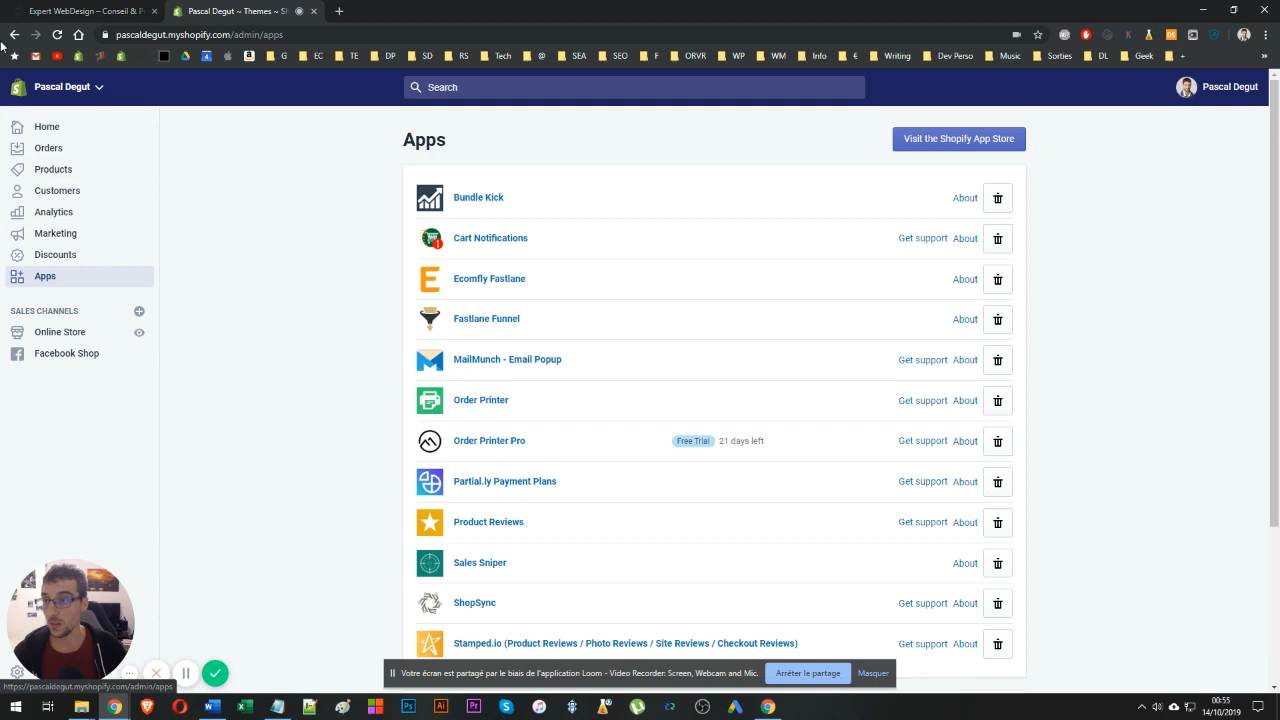 Expert WebDesign – Conseil & F
Pascal Degut ~ Themes ~ Sh
pascaldegut.myshopify.com/admin/apps
G
EC
TE
DP
SD
RS
Tech
@
SEA
SEO
F
ORVR
WP
WM
Info
€
Writing
Dev Perso
Music
Sorties
Geek
+
»
Pascal Degut
Search
Pascal Degut
Home
Orders
Products
Customers
Analytics
Marketing
Discounts
Apps
SALES CHANNELS
Online Store
Facebook Shop
Apps
Visit the Shopify App Store
Bundle Kick
About
Cart Notifications
Get support About
Ecomfly Fastlane
About
Fastlane Funnel
About
MailMunch - Email Popup
Get support About
Order Printer
Get support About
Order Printer Pro
Free Trial 21 days left
Get support About
Partial.ly Payment Plans
Get support About
Product Reviews
Get support About
Sales Sniper
About
ShopSync
Get support About
Stamped.io (Product Reviews / Photo Reviews / Site Reviews / Checkout Reviews)
Get support About
Votre écran est partagé par le biais de l'application Loom - Video Recorder: Screen, Webcam and Mic
Arrêter le partage
Masquer
https://pascaldegut.myshopify.com/admin/apps
00:55
14/10/2019